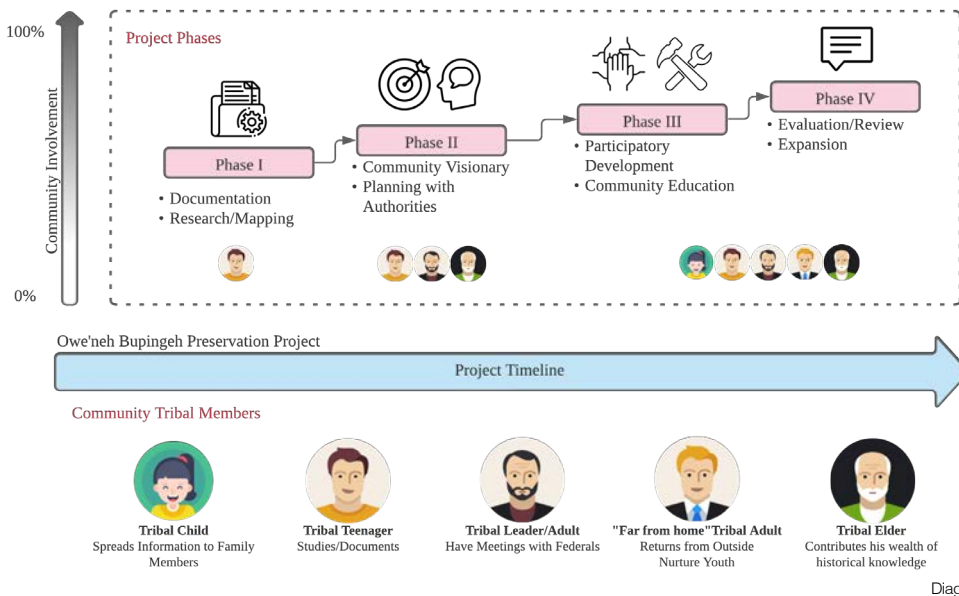 100%
Community Involvement
0%
Project Phases
Phase I
• Documentation
• Research/Mapping
Phase II
• Community Visionary
• Planning with
Authorities
Phase III
• Participatory
Development
• Community Education
Phase IV
• Evaluation/Review
• Expansion
Owe'neh Bupingeh Preservation Project
Project Timeline
Community Tribal Members
Tribal Child
Spreads Information to Family
Members
Tribal Teenager
Studies/Documents
Tribal Leader/Adult
Have Meetings with Federals
"Far from home"Tribal Adult
Returns from Outside
Nurture Youth
Tribal Elder
Contributes his wealth of
historical knowledge